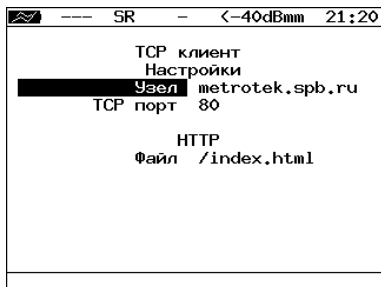 --- SR - <-40dBmm 21:20
TCP клиент
Настройки
Узел metrotek.spb.ru
TCP порт 80
HTTP
Файл /index.html